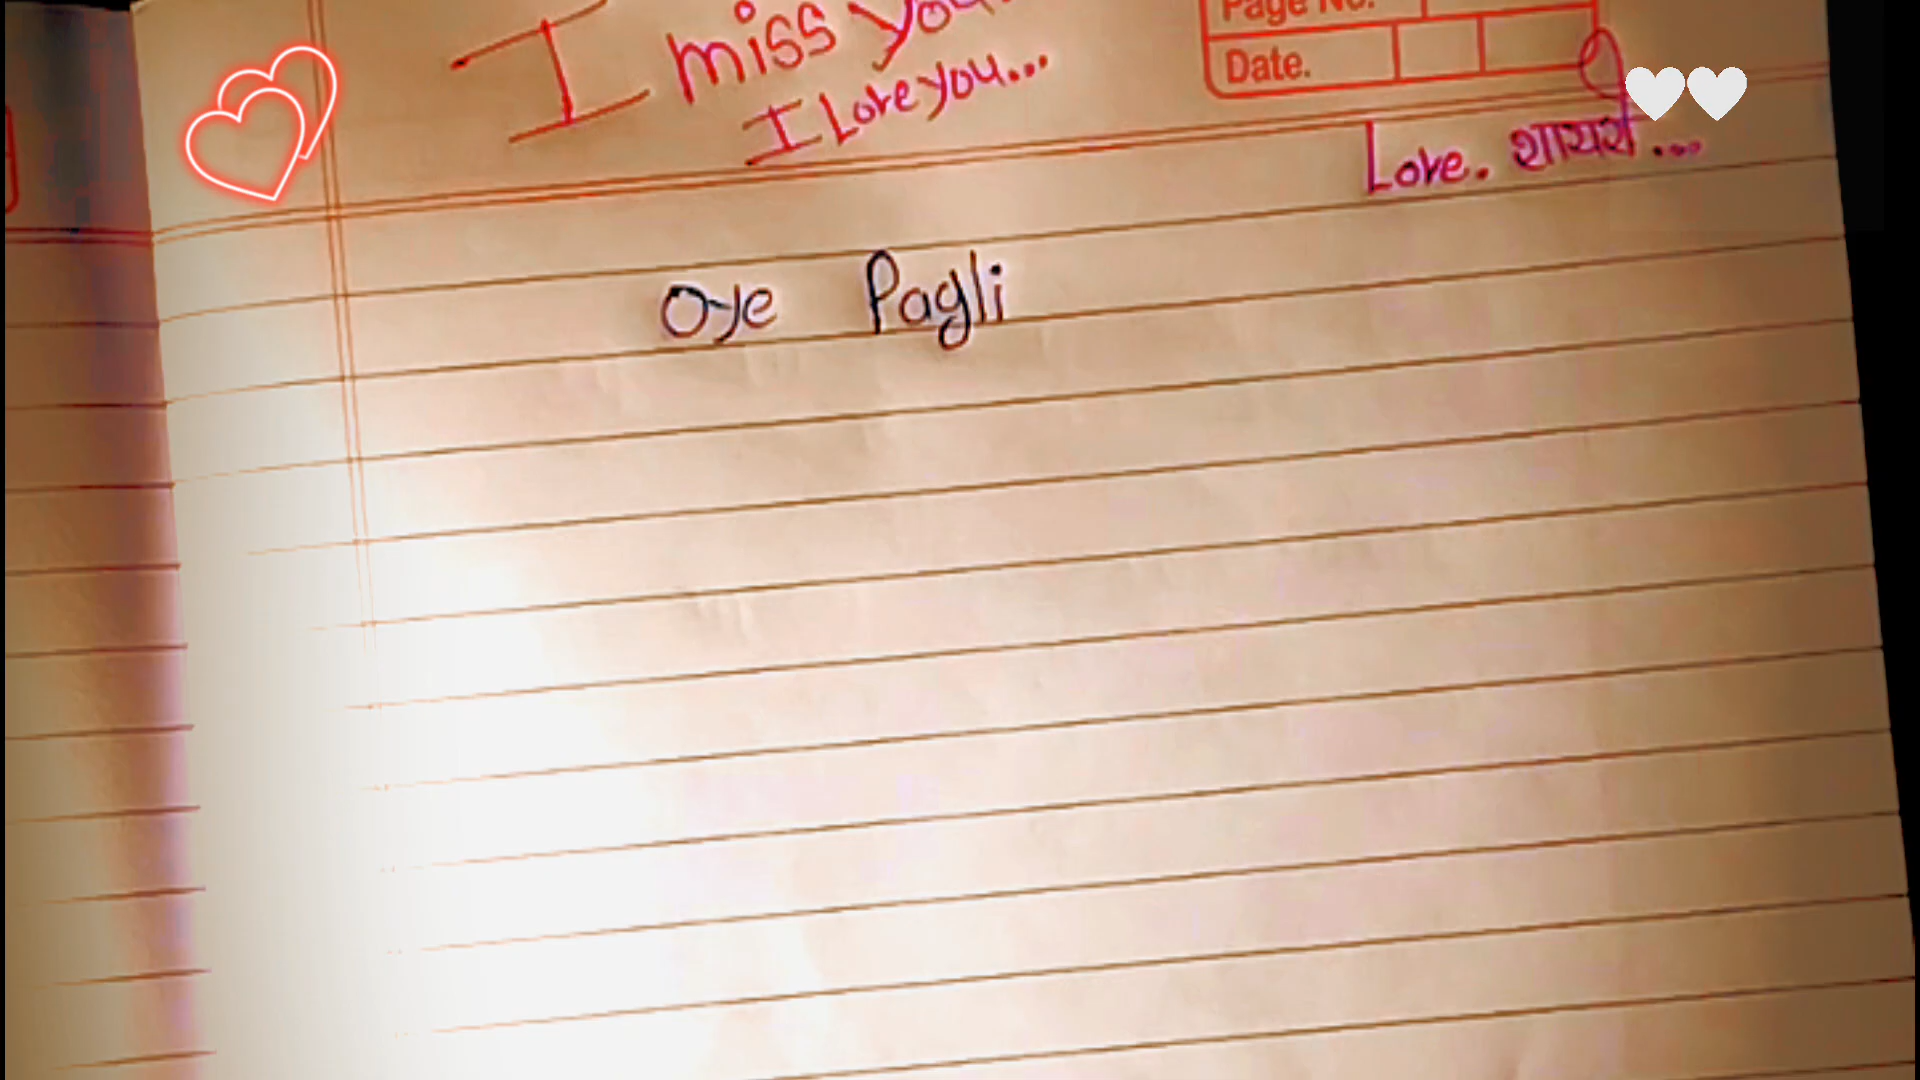 I miss you..
I Love you...
Page No.
Date.
Love. शायरी...
Oye Pagli